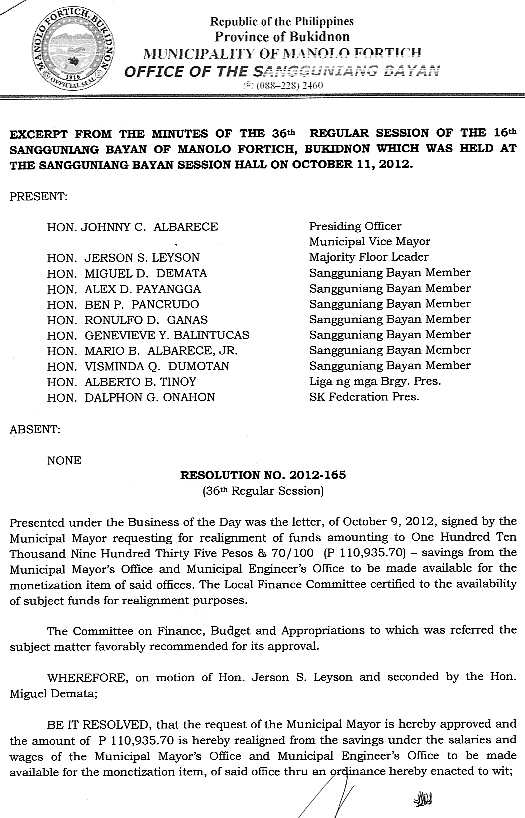 Republic of the Philippines
Province of Bukidnon
MUNICIPALITY OF MANOLO FORTICH
OFFICE OF THE SANGGUNIANG BAYAN
☏ (088–228) 2460
MANOLO FORTICH, BUKIDNON
1916
OFFICIAL SEAL
EXCERPT FROM THE MINUTES OF THE 36th REGULAR SESSION OF THE 16th
SANGGUNIANG BAYAN OF MANOLO FORTICH, BUKIDNON WHICH WAS HELD AT
THE SANGGUNIANG BAYAN SESSION HALL ON OCTOBER 11, 2012.
PRESENT:
HON. JOHNNY C. ALBARECE Presiding Officer
Municipal Vice Mayor
HON. JERSON S. LEYSON Majority Floor Leader
HON. MIGUEL D. DEMATA Sangguniang Bayan Member
HON. ALEX D. PAYANGGA Sangguniang Bayan Member
HON. BEN P. PANCRUDO Sangguniang Bayan Member
HON. RONULFO D. GANAS Sangguniang Bayan Member
HON. GENEVIEVE Y. BALINTUCAS Sangguniang Bayan Member
HON. MARIO B. ALBARECE, JR. Sangguniang Bayan Member
HON. VISMINDA Q. DUMOTAN Sangguniang Bayan Member
HON. ALBERTO B. TINOY Liga ng mga Brgy. Pres.
HON. DALPHON G. ONAHON SK Federation Pres.
ABSENT:
NONE
RESOLUTION NO. 2012-165
(36th Regular Session)
Presented under the Business of the Day was the letter, of October 9, 2012, signed by the
Municipal Mayor requesting for realignment of funds amounting to One Hundred Ten
Thousand Nine Hundred Thirty Five Pesos & 70/100 (P 110,935.70) – savings from the
Municipal Mayor's Office and Municipal Engineer's Office to be made available for the
monetization item of said offices. The Local Finance Committee certified to the availability
of subject funds for realignment purposes.
The Committee on Finance, Budget and Appropriations to which was referred the
subject matter favorably recommended for its approval.
WHEREFORE, on motion of Hon. Jerson S. Leyson and seconded by the Hon.
Miguel Demata;
BE IT RESOLVED, that the request of the Municipal Mayor is hereby approved and
the amount of P 110,935.70 is hereby realigned from the savings under the salaries and
wages of the Municipal Mayor's Office and Municipal Engineer's Office to be made
available for the monetization item, of said office thru an ordinance hereby enacted to wit;